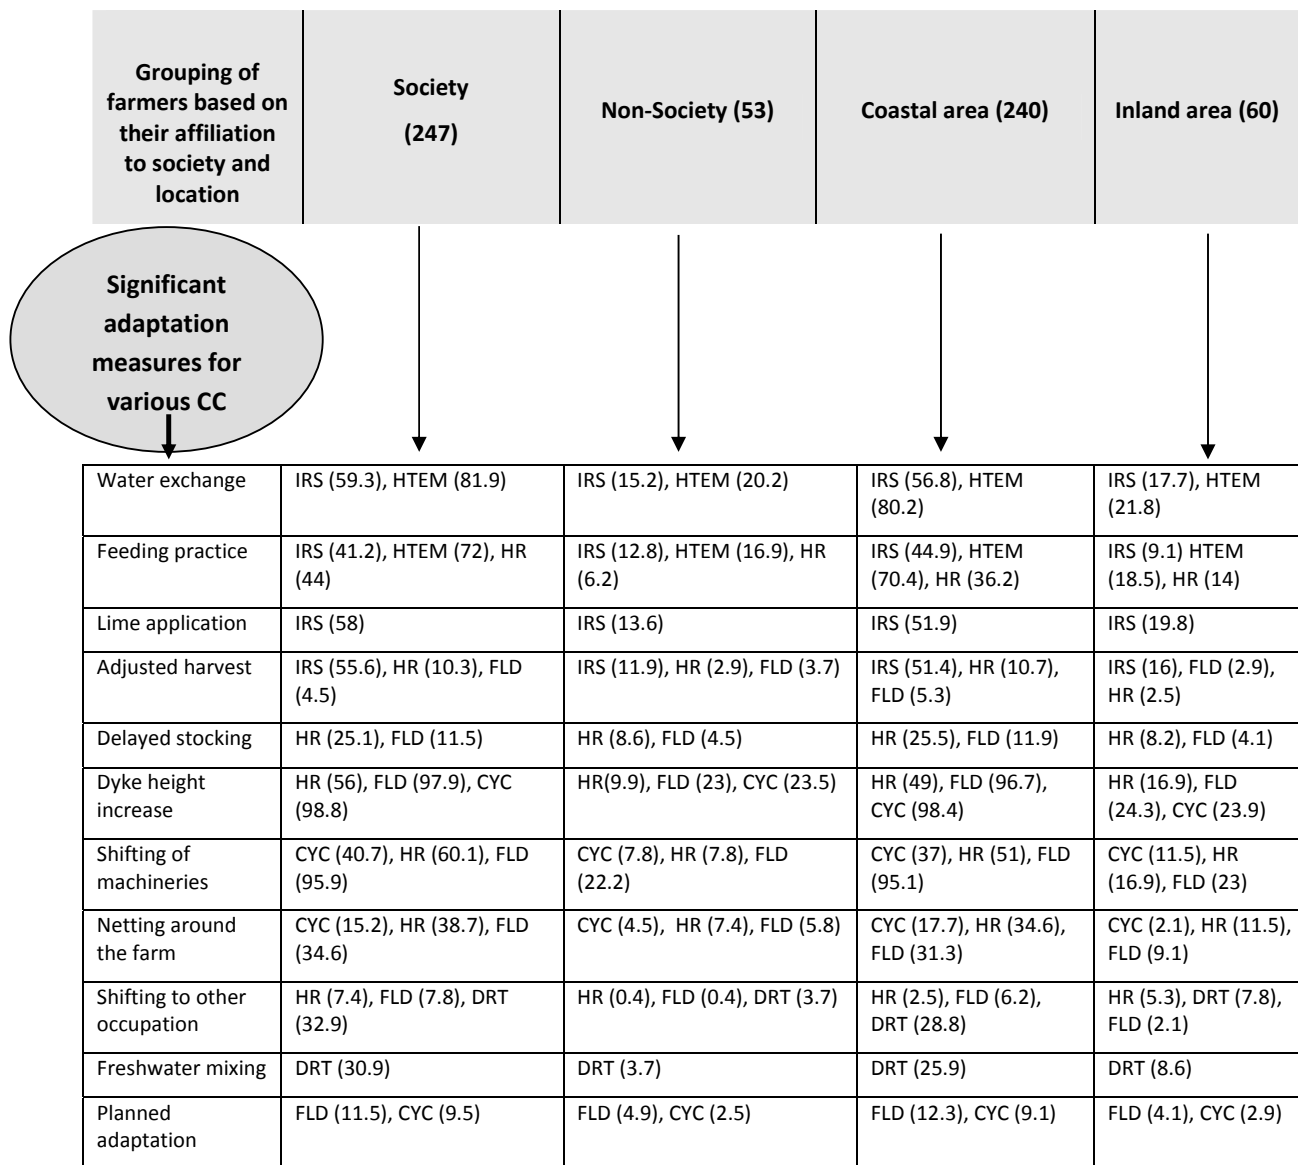 Grouping of
farmers based on
their affiliation
to society and
location
Society
(247)
Non-Society (53)
Coastal area (240)
Inland area (60)
Significant
adaptation
measures for
various CC
Water exchange
IRS (59.3), HTEM (81.9)
IRS (15.2), HTEM (20.2)
IRS (56.8), HTEM
(80.2)
IRS (17.7), HTEM
(21.8)
Feeding practice
IRS (41.2), HTEM (72), HR
(44)
IRS (12.8), HTEM (16.9), HR
(6.2)
IRS (44.9), HTEM
(70.4), HR (36.2)
IRS (9.1) HTEM
(18.5), HR (14)
Lime application
IRS (58)
IRS (13.6)
IRS (51.9)
IRS (19.8)
Adjusted harvest
IRS (55.6), HR (10.3), FLD
(4.5)
IRS (11.9), HR (2.9), FLD (3.7)
IRS (51.4), HR (10.7),
FLD (5.3)
IRS (16), FLD (2.9),
HR (2.5)
Delayed stocking
HR (25.1), FLD (11.5)
HR (8.6), FLD (4.5)
HR (25.5), FLD (11.9)
HR (8.2), FLD (4.1)
Dyke height
increase
HR (56), FLD (97.9), CYC
(98.8)
HR(9.9), FLD (23), CYC (23.5)
HR (49), FLD (96.7),
CYC (98.4)
HR (16.9), FLD
(24.3), CYC (23.9)
Shifting of
machineries
CYC (40.7), HR (60.1), FLD
(95.9)
CYC (7.8), HR (7.8), FLD
(22.2)
CYC (37), HR (51), FLD
(95.1)
CYC (11.5), HR
(16.9), FLD (23)
Netting around
the farm
CYC (15.2), HR (38.7), FLD
(34.6)
CYC (4.5), HR (7.4), FLD (5.8)
CYC (17.7), HR (34.6),
FLD (31.3)
CYC (2.1), HR (11.5),
FLD (9.1)
Shifting to other
occupation
HR (7.4), FLD (7.8), DRT
(32.9)
HR (0.4), FLD (0.4), DRT (3.7)
HR (2.5), FLD (6.2),
DRT (28.8)
HR (5.3), DRT (7.8),
FLD (2.1)
Freshwater mixing
DRT (30.9)
DRT (3.7)
DRT (25.9)
DRT (8.6)
Planned
adaptation
FLD (11.5), CYC (9.5)
FLD (4.9), CYC (2.5)
FLD (12.3), CYC (9.1)
FLD (4.1), CYC (2.9)